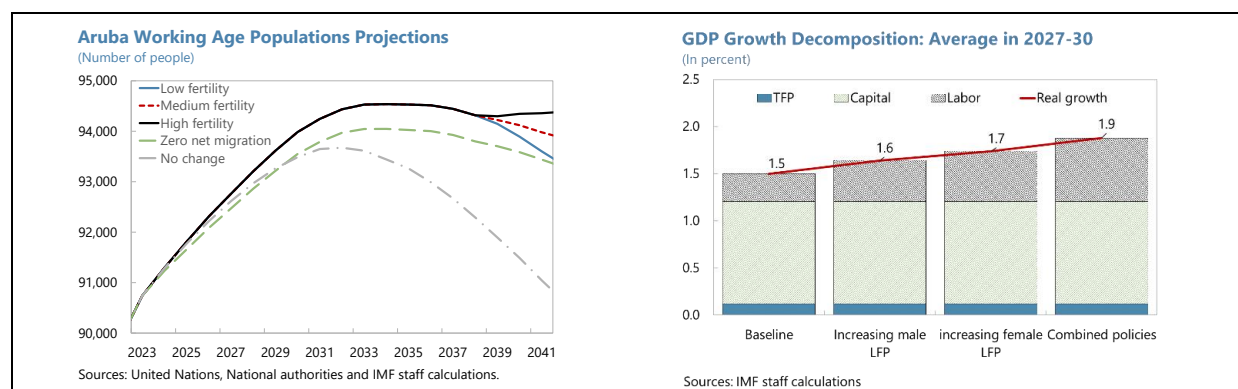 Aruba Working Age Populations Projections
(Number of people)
95,000
94,000
93,000
92,000
91,000
90,000
Low fertility
Medium fertility
High fertility
Zero net migration
No change
2023 2025 2027 2029 2031 2033 2035 2037 2039 2041
Sources: United Nations, National authorities and IMF staff calculations.
GDP Growth Decomposition: Average in 2027-30
(In percent)
2.5
2.0
1.5
1.0
0.5
0.0
TFP Capital Labor Real growth
1.5 1.6 1.7 1.9
Baseline Increasing male increasing female Combined policies
LFP LFP
Sources: IMF staff calculations